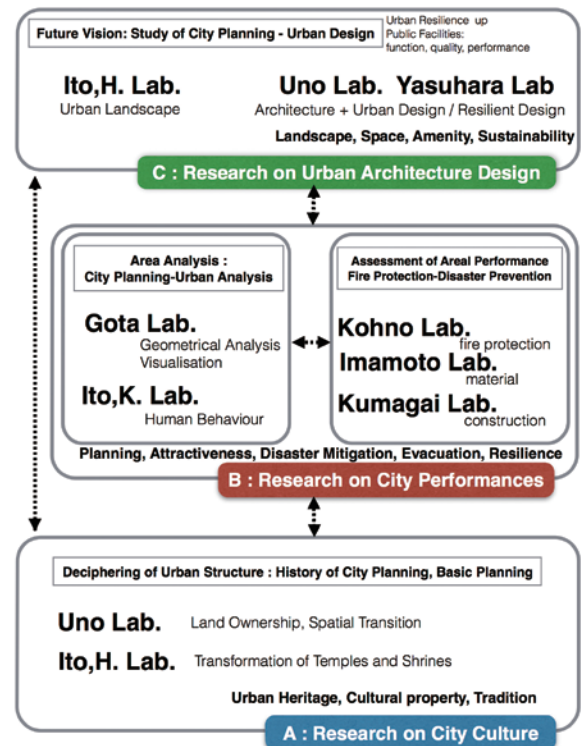 Future Vision: Study of City Planning - Urban Design
Urban Resilience up
Public Facilities:
function, quality, performance
Ito,H. Lab.
Urban Landscape
Uno Lab. Yasuhara Lab
Architecture + Urban Design / Resilient Design
Landscape, Space, Amenity, Sustainability
C : Research on Urban Architecture Design
Area Analysis :
City Planning-Urban Analysis
Gota Lab.
Geometrical Analysis
Visualisation
Ito,K. Lab.
Human Behaviour
Assessment of Areal Performance
Fire Protection-Disaster Prevention
Kohno Lab.
fire protection
Imamoto Lab.
material
Kumagai Lab.
construction
Planning, Attractiveness, Disaster Mitigation, Evacuation, Resilience
B : Research on City Performances
Deciphering of Urban Structure : History of City Planning, Basic Planning
Uno Lab. Land Ownership, Spatial Transition
Ito,H. Lab. Transformation of Temples and Shrines
Urban Heritage, Cultural property, Tradition
A : Research on City Culture